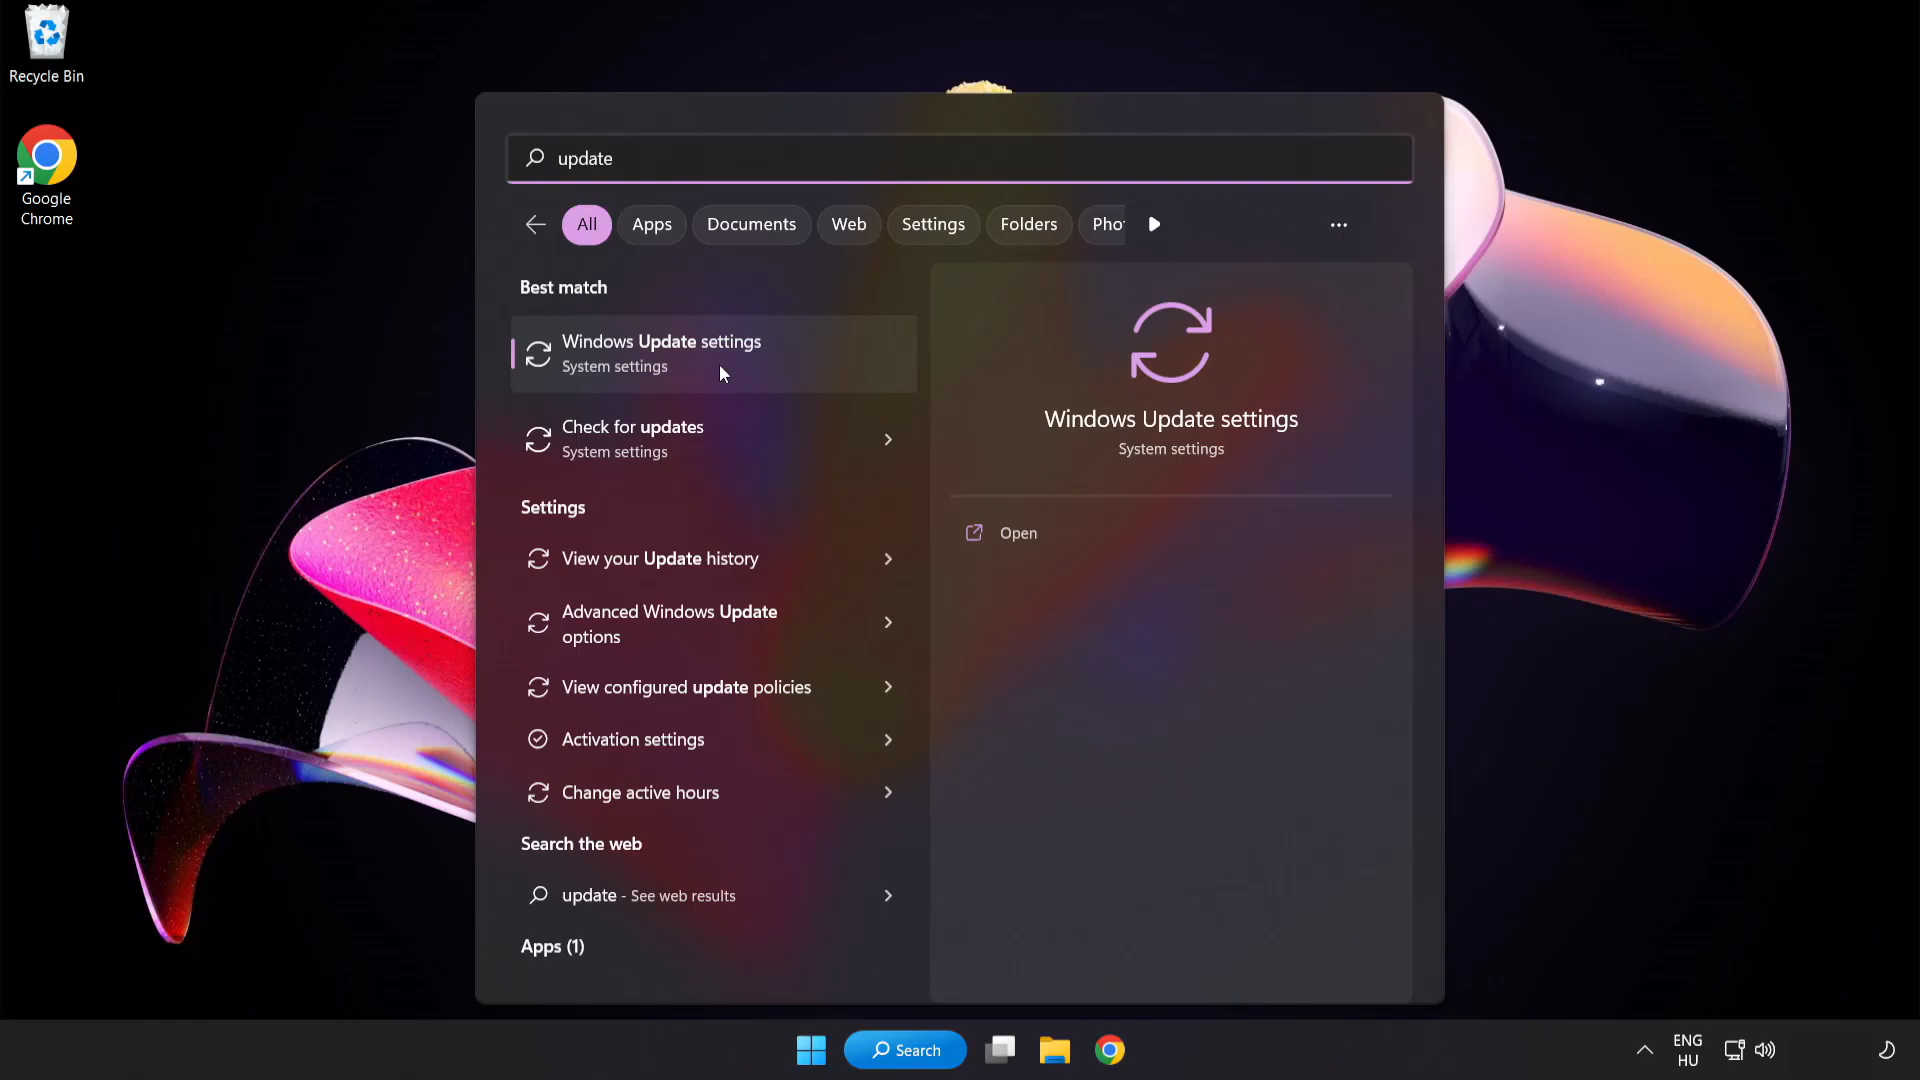 Recycle Bin
Google
Chrome
update
All
Apps
Documents
Web
Settings
Folders
Best match
Windows Update settings
System settings
Check for updates
System settings
Settings
View your Update history
Advanced Windows Update
options
View configured update policies
Activation settings
Change active hours
Search the web
update - See web results
Apps (1)
Windows Update settings
System settings
Open
Search
ENG
HU